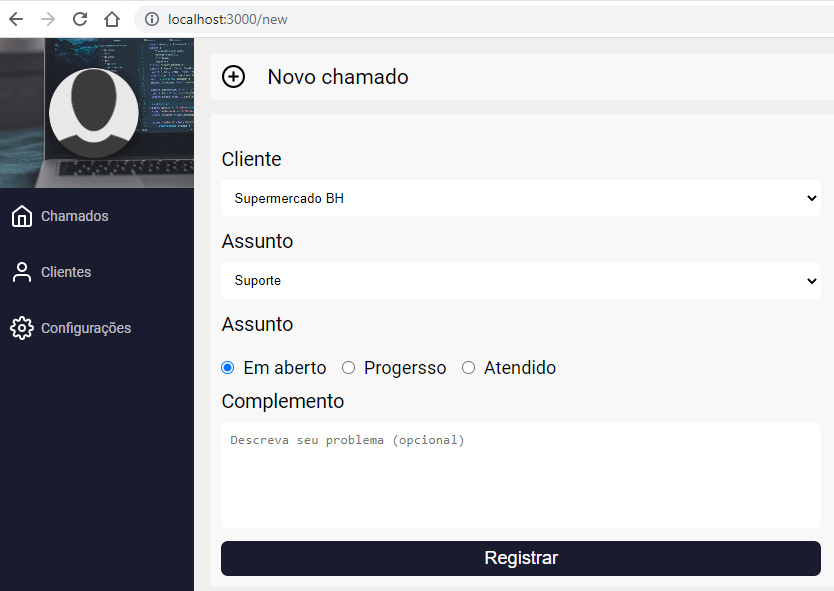 localhost:3000/new
Novo chamado
Cliente
Supermercado BH
Chamados
Assunto
Clientes
Suporte
Assunto
Configurações
Em aberto Progersso Atendido
Complemento
Descreva seu problema (opcional)
Registrar